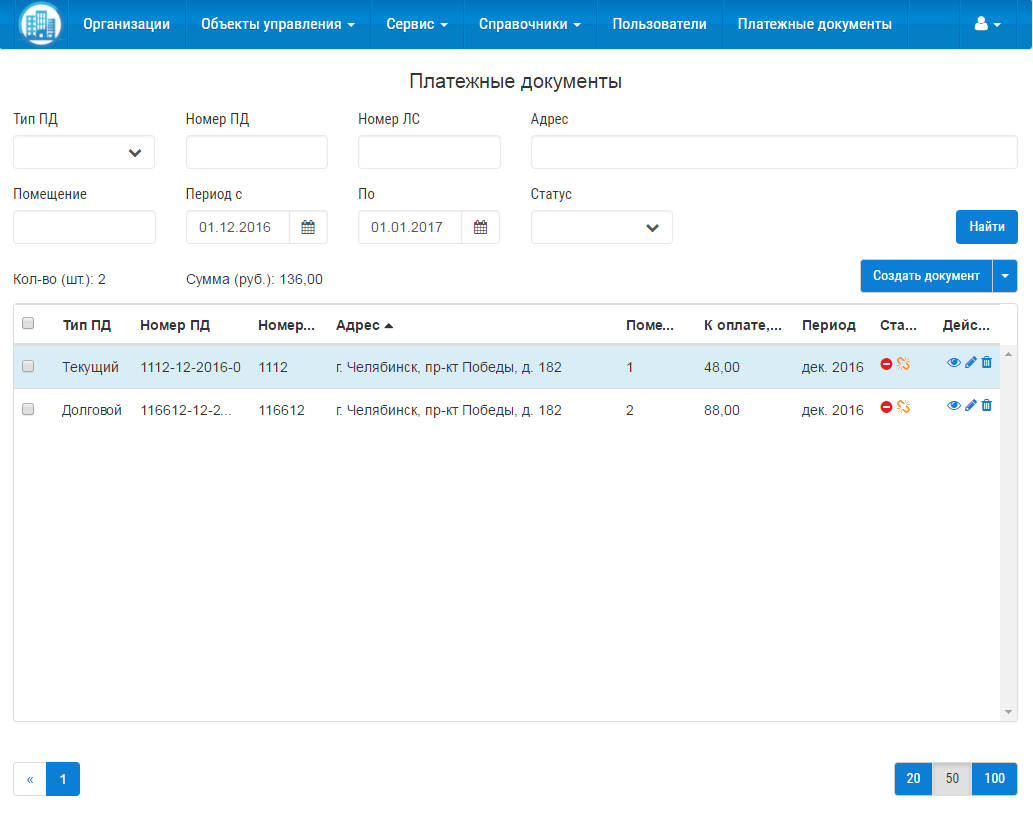 Организации Объекты управления Сервис Справочники Пользователи Платежные документы
Платежные документы
Тип ПД Номер ПД Номер ЛС Адрес
Помещение Период с По Статус
01.12.2016 01.01.2017 Найти
Кол-во (шт.): 2 Сумма (руб.): 136,00 Создать документ
Тип ПД Номер ПД Номер... Адрес Поме... К оплате,... Период Ста... Дейс...
Текущий 1112-12-2016-0 1112 г. Челябинск, пр-кт Победы, д. 182 1 48,00 дек. 2016
Долговой 116612-12-2... 116612 г. Челябинск, пр-кт Победы, д. 182 2 88,00 дек. 2016
« 1 20 50 100